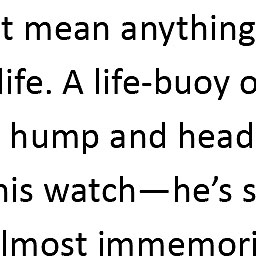 t mean anything
life. A life-buoy o
hump and head
his watch—he's s
lmost immemori